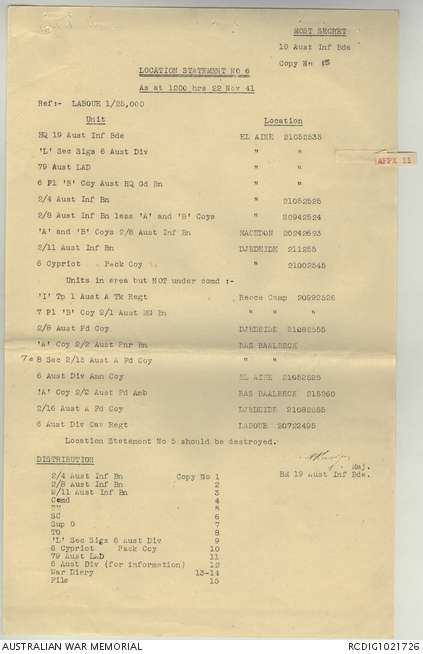 MOST SECRET
19 Aust Inf Bde
Copy No 15
LOCATION STATEMENT NO 6
As at 1200 hrs 22 Nov 41
Ref:- LABOUE 1/25,000
Unit Location
HQ 19 Aust Inf Bde EL AINE 21052535
'L' Sec Sigs 6 Aust Div " "
79 Aust LAD " "
6 Pl 'B' Coy Aust HQ Gd Bn " "
2/4 Aust Inf Bn " 21052525
2/8 Aust Inf Bn less 'A' and 'B' Coys " 20942524
'A' and 'B' Coys 2/8 Aust Inf Bn MACEDON 20242693
2/11 Aust Inf Bn DJEDEIDE 211255
6 Cypriot Pack Coy " 21002545
APPX 11
Units in area but NOT under comd :-
'I' Tp 1 Aust A Tk Regt Recce Camp 20992526
7 Pl 'B' Coy 2/1 Aust MG Bn " " "
2/8 Aust Fd Coy DJEDEIDE 21082555
'A' Coy 2/2 Aust Pnr Bn RAS BAALBECK
7 & 8 Sec 2/15 Aust A Fd Coy " "
6 Aust Div Amn Coy EL AINE 21052525
'A' Coy 2/2 Aust Fd Amb RAS BAALBECK 215260
2/16 Aust A Fd Coy DJEDEIDE 21082555
6 Aust Div Cav Regt LABOUE 20722495
Location Statement No 5 should be destroyed.
Maj.
BM 19 Aust Inf Bde.
DISTRIBUTION
2/4 Aust Inf Bn Copy No 1
2/8 Aust Inf Bn 2
2/11 Aust Inf Bn 3
Comd 4
BM 5
SC 6
Sup O 7
TO 8
'L' Sec Sigs 6 Aust Div 9
6 Cypriot Pack Coy 10
79 Aust LAD 11
6 Aust Div (for information) 12
War Diary 13-14
File 15
AUSTRALIAN WAR MEMORIAL RCDIG1021726